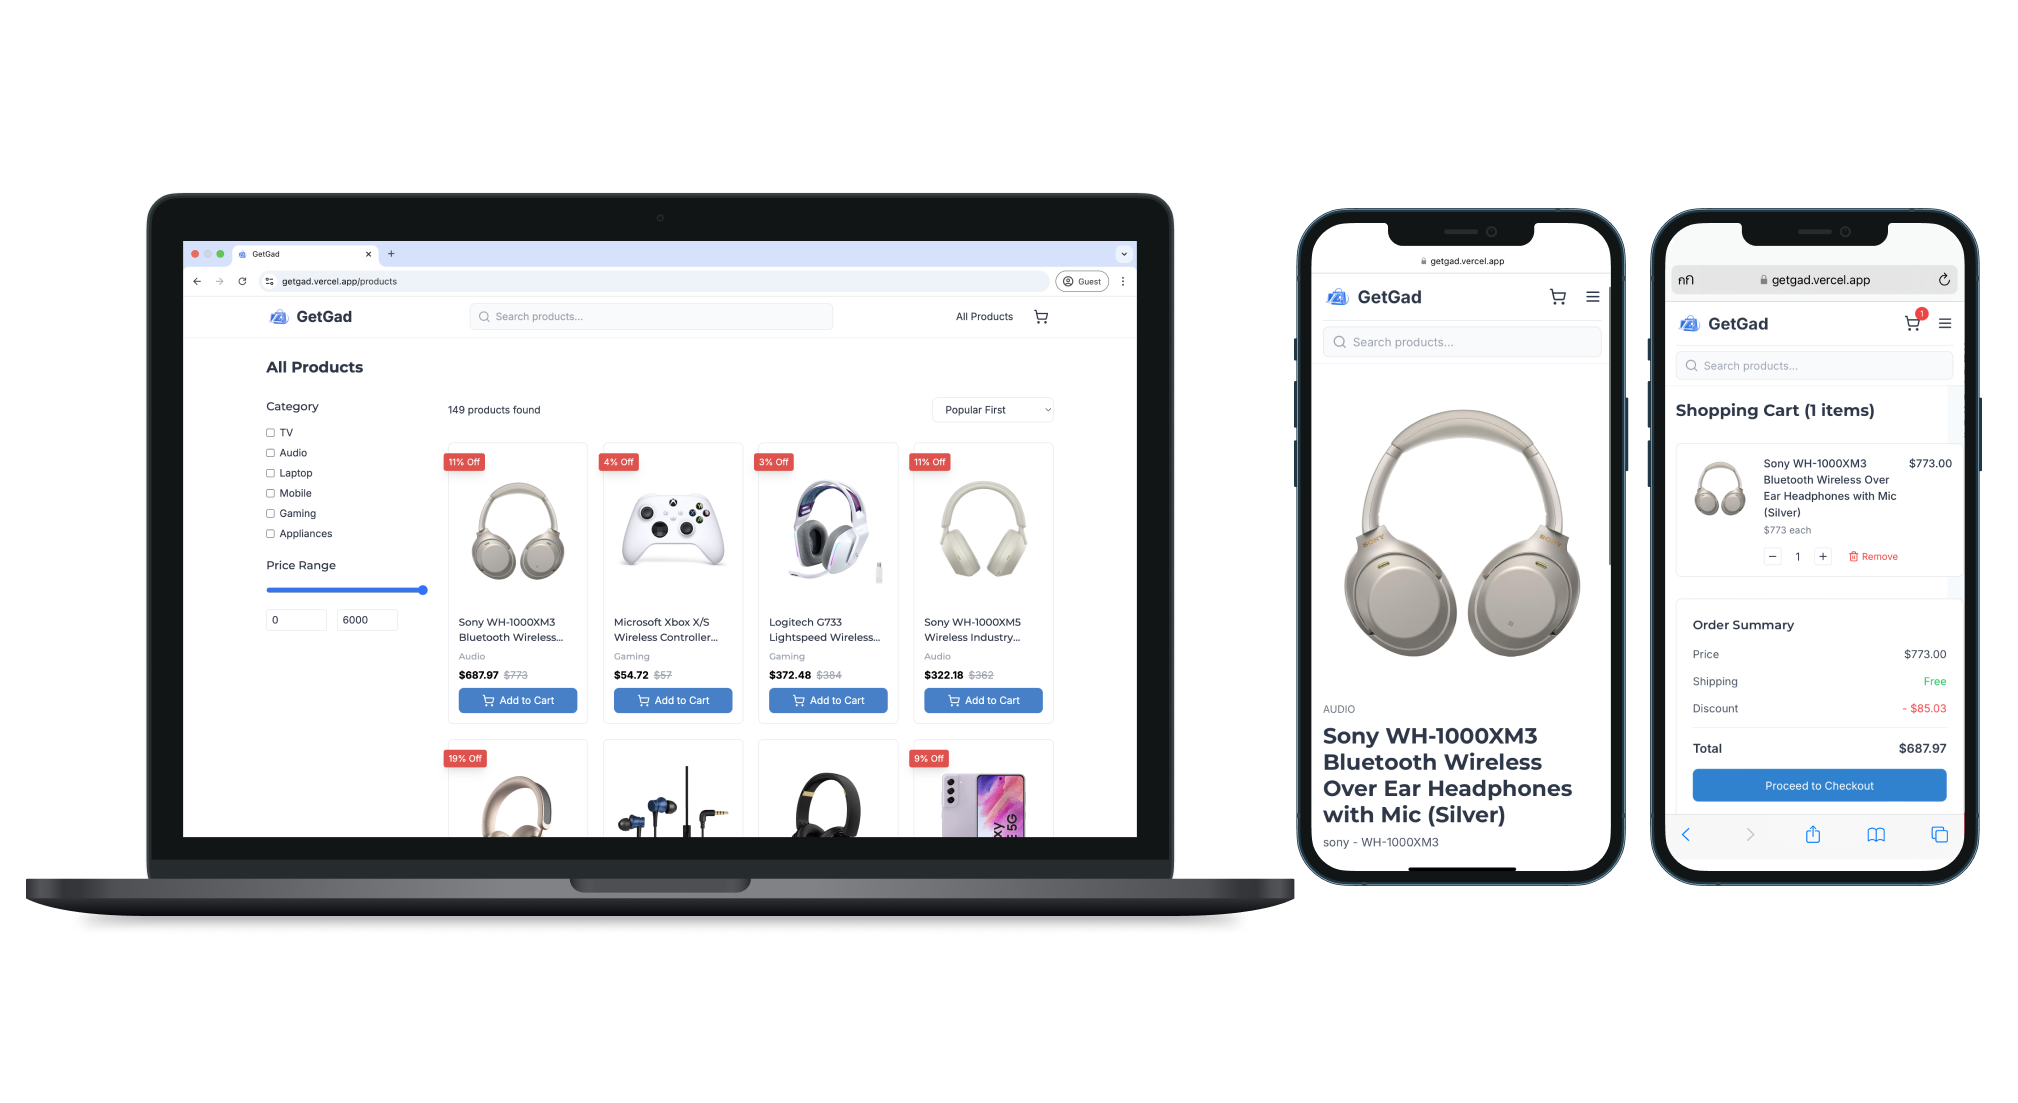 GetGad
getgad.vercel.app/products
Guest
GetGad
Search products...
All Products
All Products
Category
TV
Audio
Laptop
Mobile
Gaming
Appliances
Price Range
0
6000
149 products found
Popular First
11% Off
Sony WH-1000XM3
Bluetooth Wireless...
Audio
$687.97 $773
Add to Cart
4% Off
Microsoft Xbox X/S
Wireless Controller...
Gaming
$54.72 $57
Add to Cart
3% Off
Logitech G733
Lightspeed Wireless...
Gaming
$372.48 $384
Add to Cart
11% Off
Sony WH-1000XM5
Wireless Industry...
Audio
$322.18 $362
Add to Cart
19% Off
9% Off
5G
getgad.vercel.app
GetGad
Search products...
SONY
SONY
AUDIO
Sony WH-1000XM3
Bluetooth Wireless
Over Ear Headphones
with Mic (Silver)
sony - WH-1000XM3
กกิ
getgad.vercel.app
GetGad
1
Search products...
Shopping Cart (1 items)
Sony WH-1000XM3
Bluetooth Wireless Over
Ear Headphones with Mic
(Silver)
$773.00
$773 each
1
Remove
Order Summary
Price $773.00
Shipping Free
Discount - $85.03
Total $687.97
Proceed to Checkout